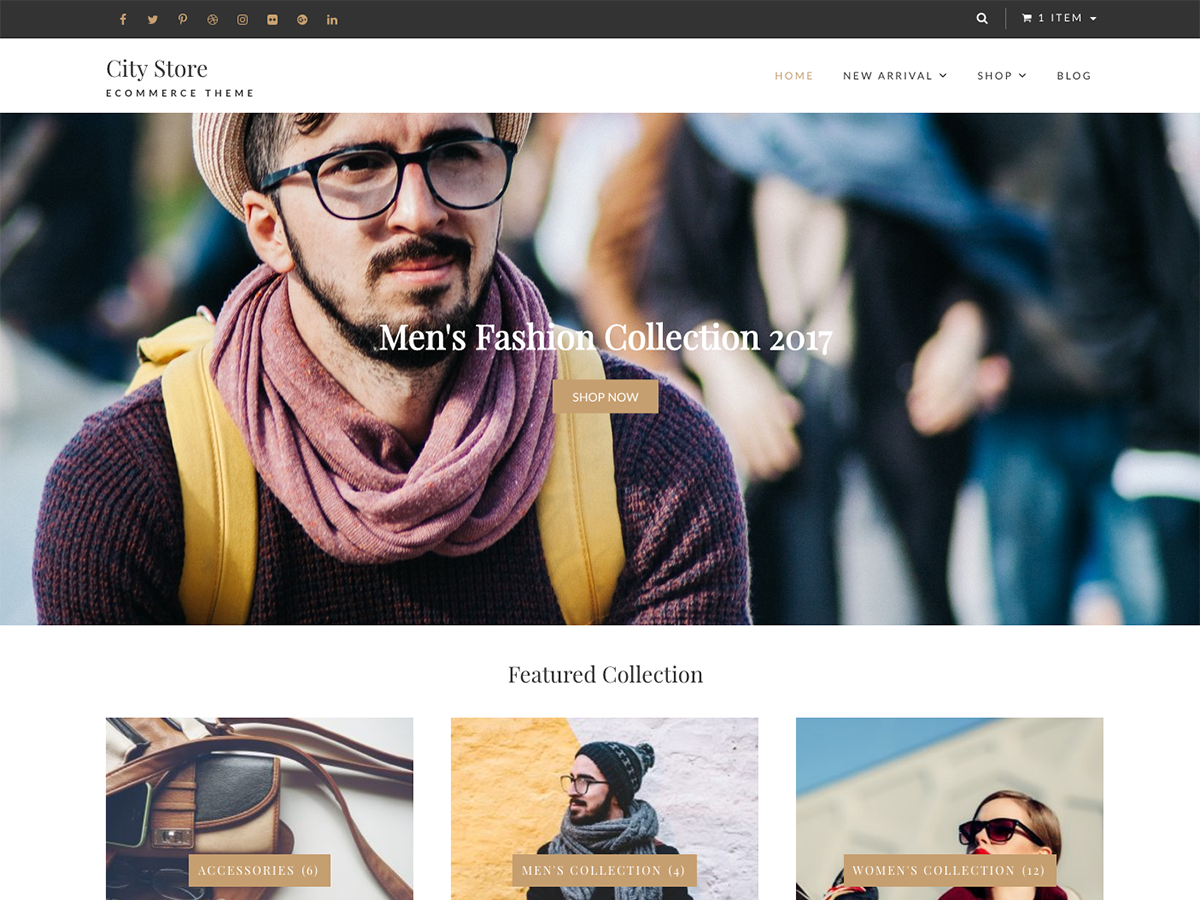 1 ITEM
City Store
ECOMMERCE THEME
HOME NEW ARRIVAL SHOP BLOG
Men's Fashion Collection 2017
SHOP NOW
Featured Collection
ACCESSORIES (6)
MEN'S COLLECTION (4)
WOMEN'S COLLECTION (12)